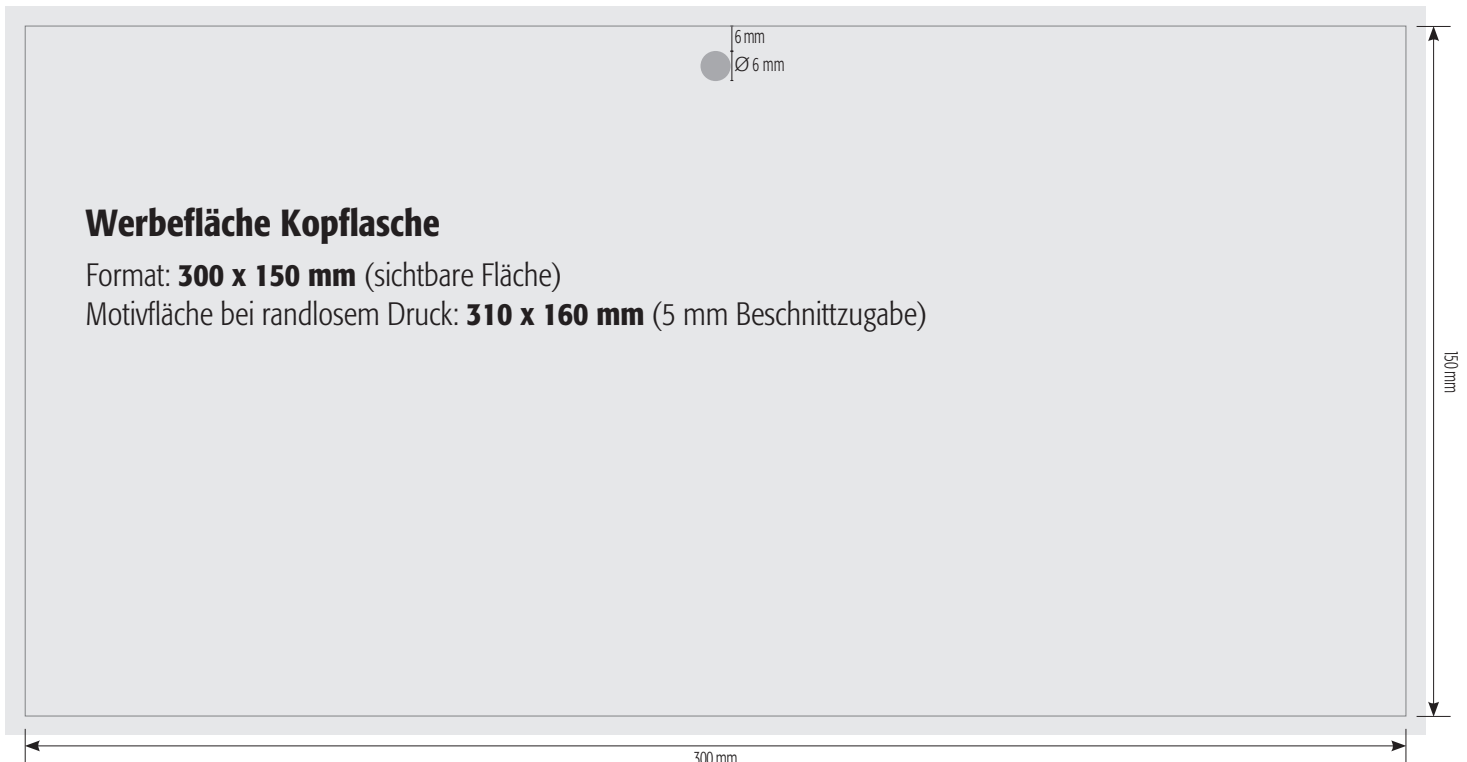 6 mm
Ø 6 mm
Werbefläche Kopflasche
Format: 300 x 150 mm (sichtbare Fläche)
Motivfläche bei randlosem Druck: 310 x 160 mm (5 mm Beschnittzugabe)
150 mm
300 mm